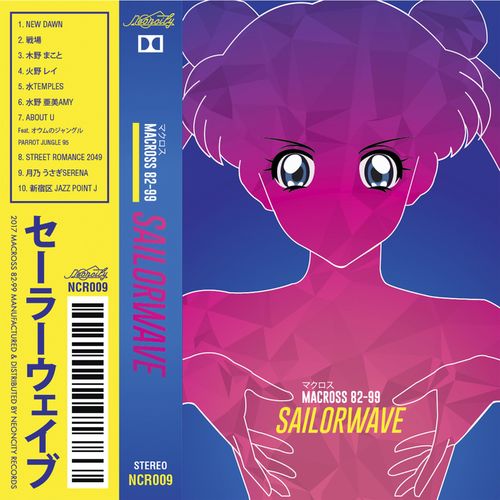 1. NEW DAWN
2. 戦場
3. 木野 まこと
4. 火野 レイ
5. 水TEMPLES
6. 水野 亜美AMY
7. ABOUT U
Feat. オウムのジャングル
PARROT JUNGLE 95
8. STREET ROMANCE 2049
9. 月乃 うさぎSERENA
10. 新宿区 JAZZ POINT J
セーラーウェイブ
2017 MACROSS 82-99 MANUFACTURED & DISTRIBUTED BY NEONCITY RECORDS
Neoncity
NCR009
Neoncity
マクロス
MACROSS 82-99
SAILORWAVE
STEREO
NCR009
マクロス
MACROSS 82-99
SAILORWAVE